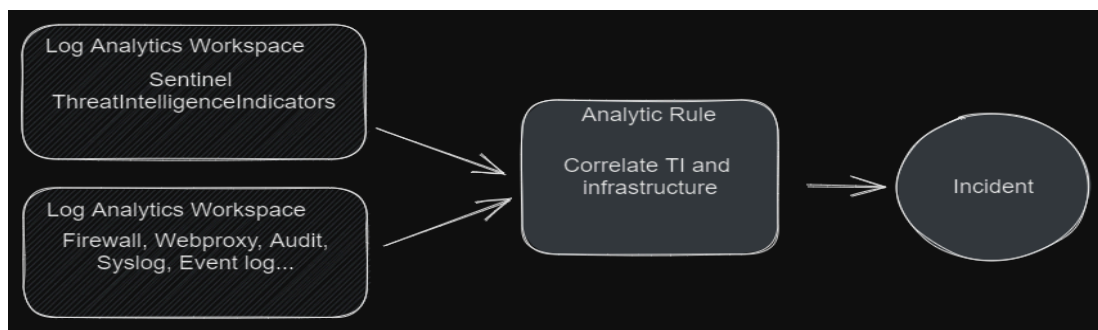 Log Analytics Workspace
Sentinel
ThreatIntelligenceIndicators
Log Analytics Workspace
Firewall, Webproxy, Audit,
Syslog, Event log...
Analytic Rule
Correlate TI and
infrastructure
Incident